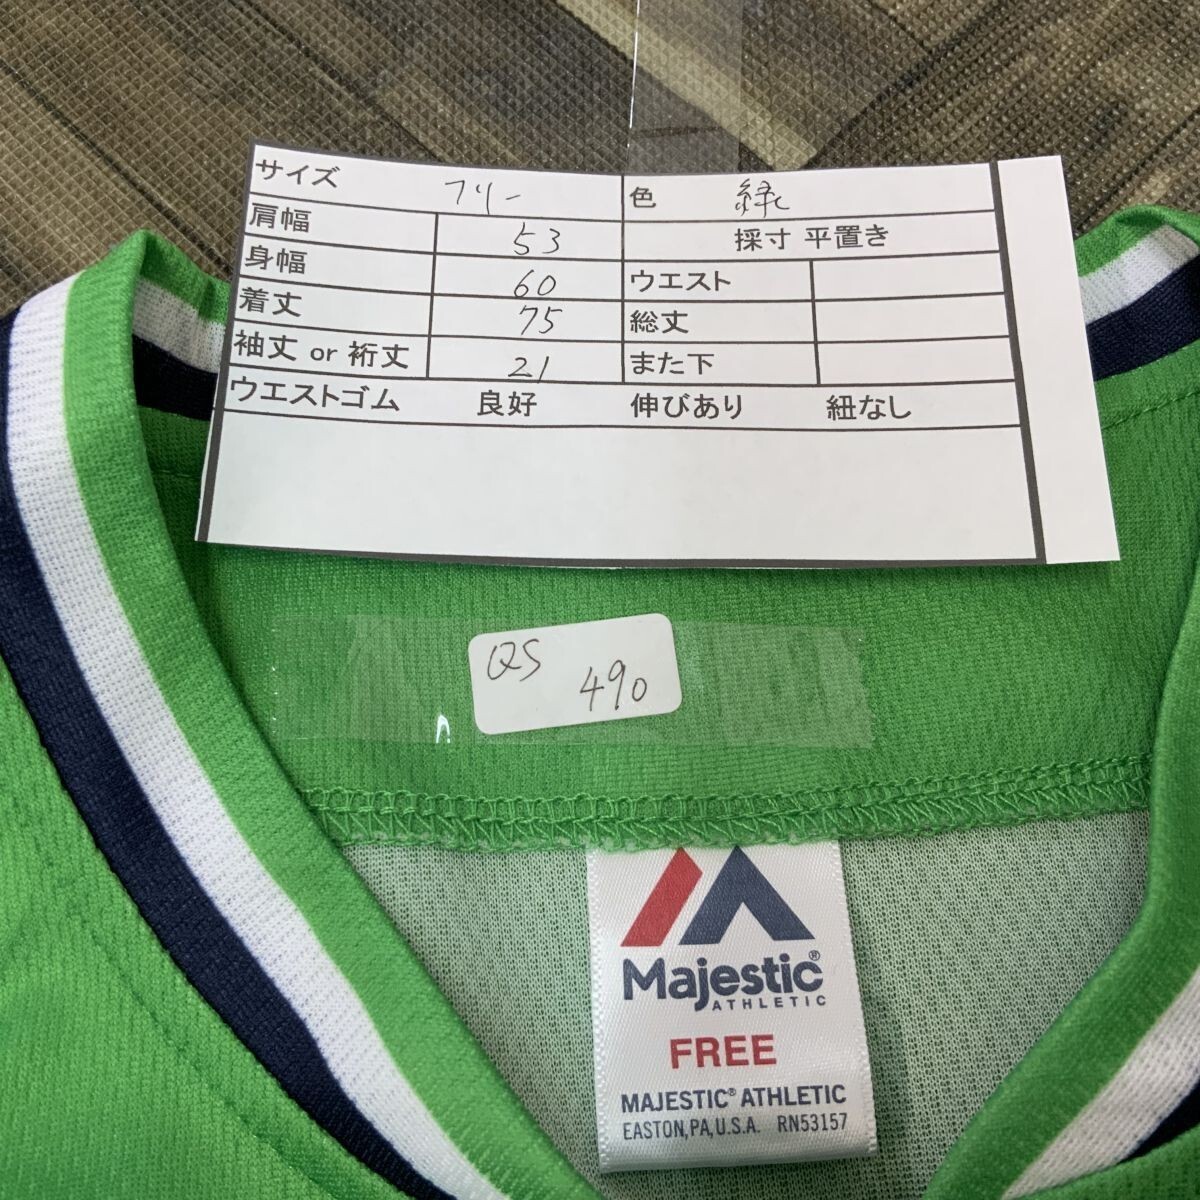 サイズ フリー 色 緑
肩幅 53 採寸 平置き
身幅 60 ウエスト
着丈 75 総丈
袖丈 or 裄丈 21 また下
ウエストゴム 良好 伸びあり 紐なし
QS 490
Majestic®
ATHLETIC
FREE
MAJESTIC® ATHLETIC
EASTON, PA, U.S.A. RN53157